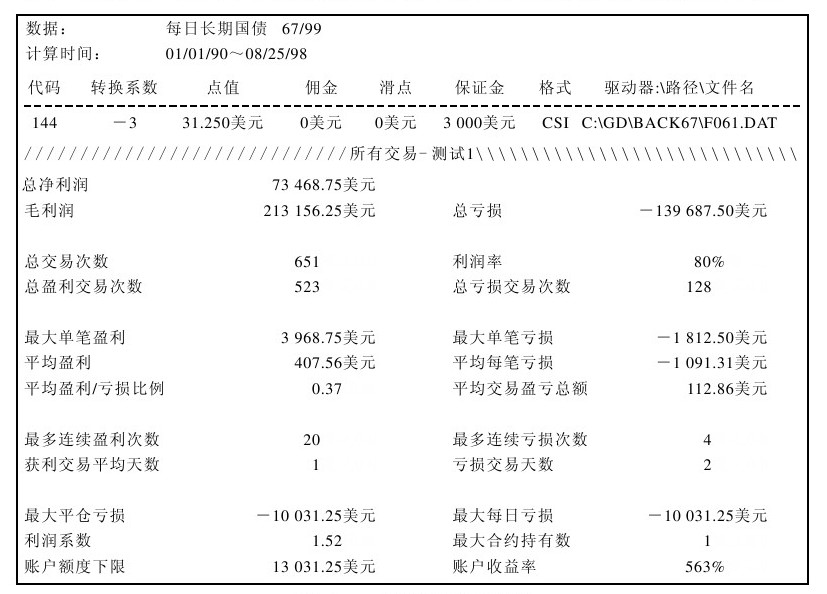 数据： 每日长期国债 67/99
计算时间： 01/01/90～08/25/98
代码 转换系数 点值 佣金 滑点 保证金 格式 驱动器:\路径\文件名
144 －3 31.250美元 0美元 0美元 3 000美元 CSI C:\GD\BACK67\F061.DAT
/////////////////////////////所有交易–测试1\\\\\\\\\\\\\\\\\\\\\\\\\\\\\
总净利润 73 468.75美元
毛利润 213 156.25美元 总亏损 －139 687.50美元
总交易次数 651 利润率 80%
总盈利交易次数 523 总亏损交易次数 128
最大单笔盈利 3 968.75美元 最大单笔亏损 －1 812.50美元
平均盈利 407.56美元 平均每笔亏损 －1 091.31美元
平均盈利/亏损比例 0.37 平均交易盈亏总额 112.86美元
最多连续盈利次数 20 最多连续亏损次数 4
获利交易平均天数 1 亏损交易天数 2
最大平仓亏损 －10 031.25美元 最大每日亏损 －10 031.25美元
利润系数 1.52 最大合约持有数 1
账户额度下限 13 031.25美元 账户收益率 563%